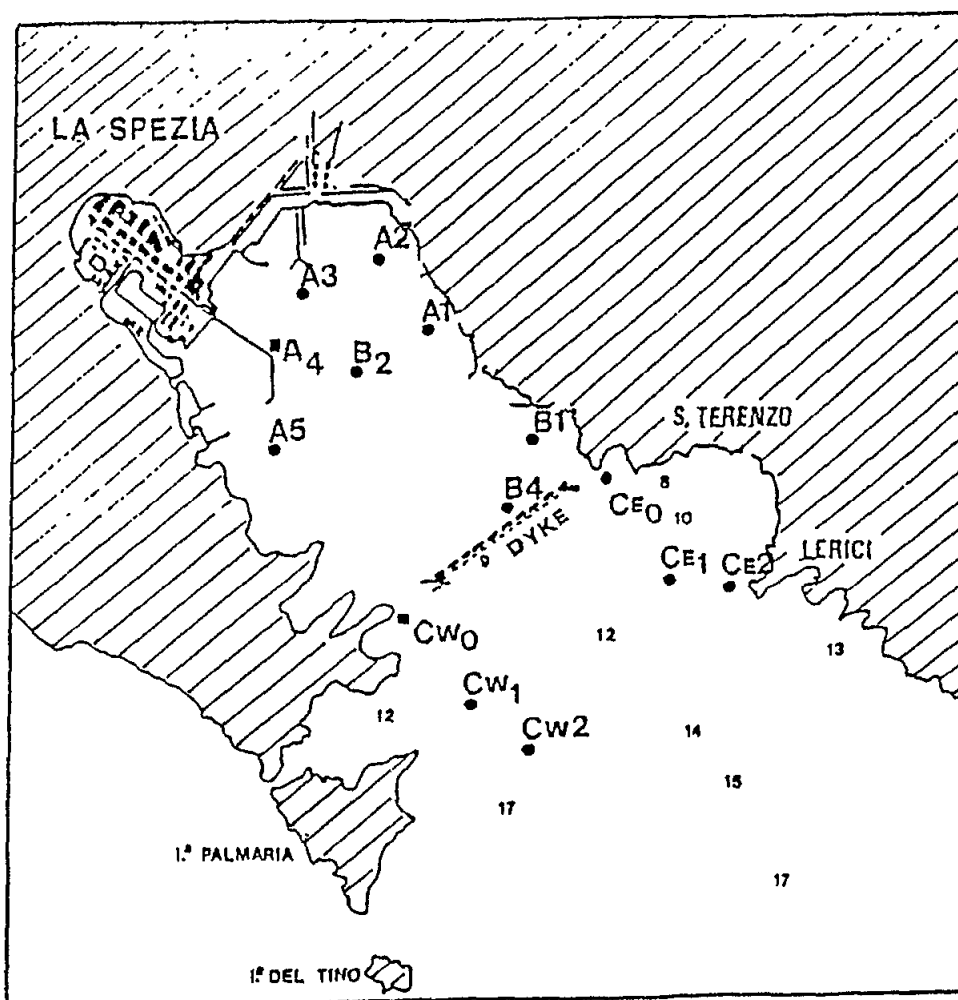 LA SPEZIA
A2
A3
A1
A4
B2
A5
B1
S. TERENZO
B4
8
CE0
10
DYKE
9
CE1
CE2
LERICI
CW0
12
13
CW1
12
CW2
14
15
17
I.ª PALMARIA
17
I.ª DEL TINO